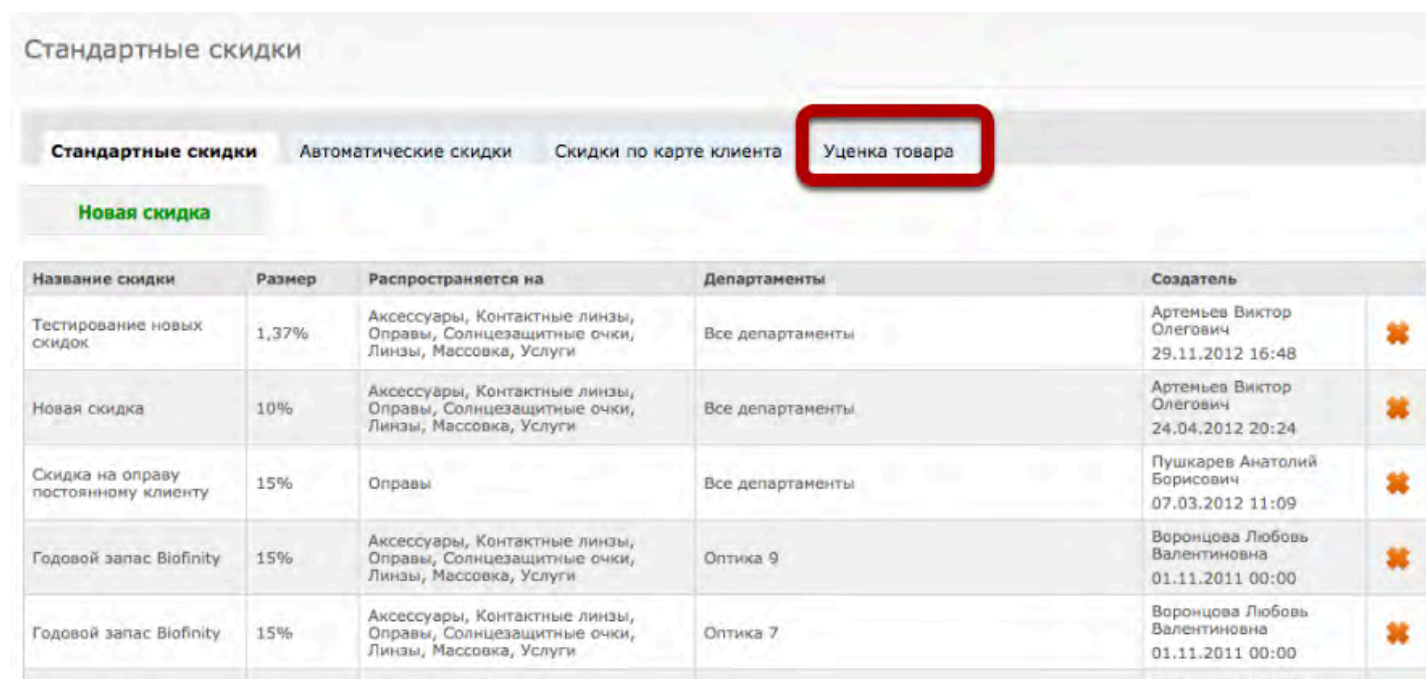 Стандартные скидки
Стандартные скидки Автоматические скидки Скидки по карте клиента Уценка товара
Новая скидка
Название скидки Размер Распространяется на Департаменты Создатель
Тестирование новых скидок 1,37% Аксессуары, Контактные линзы, Оправы, Солнцезащитные очки, Линзы, Массовка, Услуги Все департаменты Артемьев Виктор Олегович 29.11.2012 16:48
Новая скидка 10% Аксессуары, Контактные линзы, Оправы, Солнцезащитные очки, Линзы, Массовка, Услуги Все департаменты Артемьев Виктор Олегович 24.04.2012 20:24
Скидка на оправу постоянному клиенту 15% Оправы Все департаменты Пушкарев Анатолий Борисович 07.03.2012 11:09
Годовой запас Biofinity 15% Аксессуары, Контактные линзы, Оправы, Солнцезащитные очки, Линзы, Массовка, Услуги Оптика 9 Воронцова Любовь Валентиновна 01.11.2011 00:00
Годовой запас Biofinity 15% Аксессуары, Контактные линзы, Оправы, Солнцезащитные очки, Линзы, Массовка, Услуги Оптика 7 Воронцова Любовь Валентиновна 01.11.2011 00:00